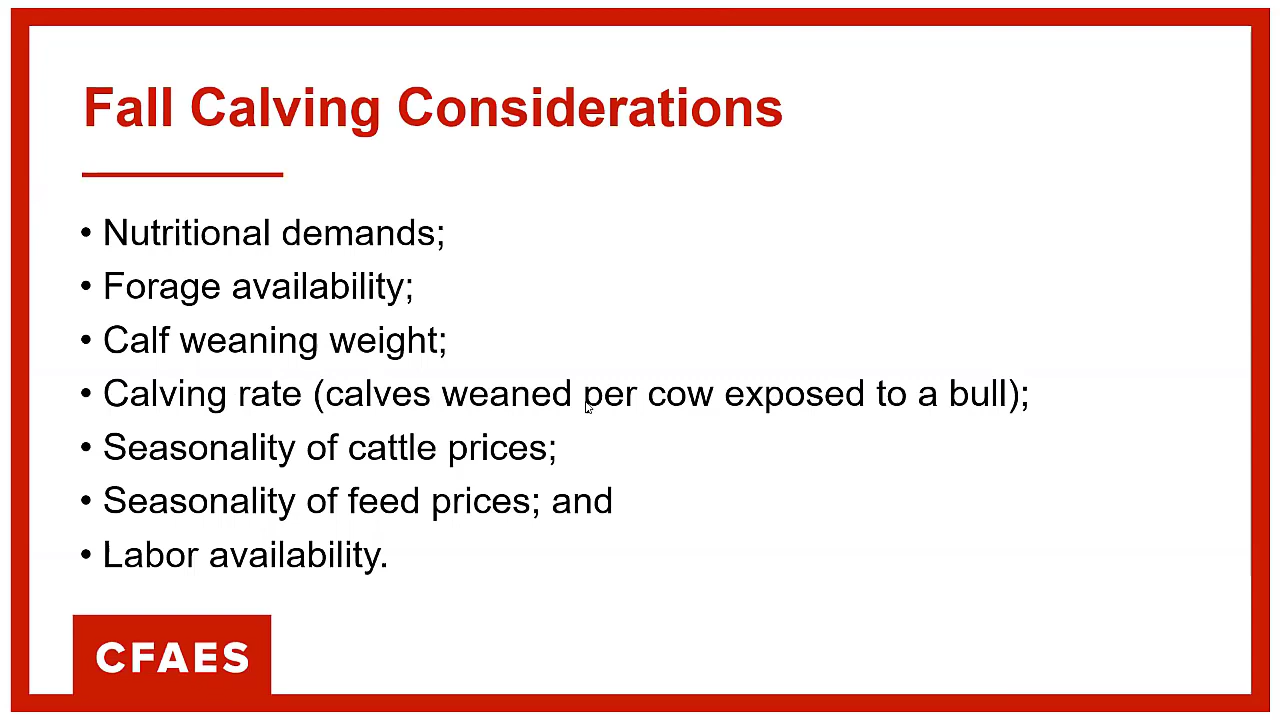 Fall Calving Considerations
• Nutritional demands;
• Forage availability;
• Calf weaning weight;
• Calving rate (calves weaned per cow exposed to a bull);
• Seasonality of cattle prices;
• Seasonality of feed prices; and
• Labor availability.
CFAES